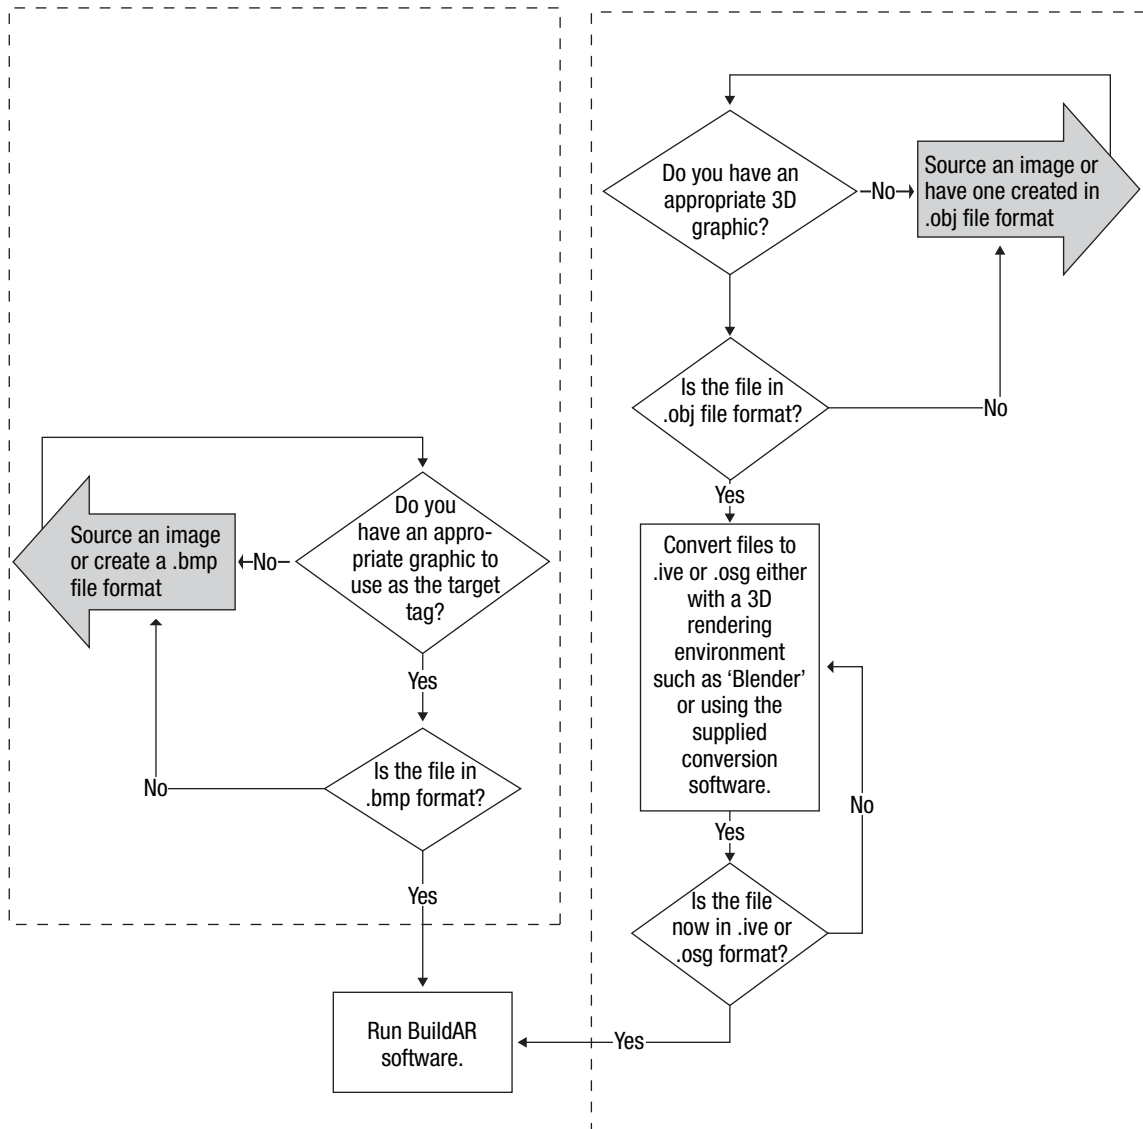 Do you have an
appropriate 3D
graphic?
No
Source an image or
have one created in
.obj file format
Is the file in
.obj file format?
No
Yes
Convert files to
.ive or .osg either
with a 3D
rendering
environment
such as ‘Blender’
or using the
supplied
conversion
software.
No
Yes
Is the file
now in .ive or
.osg format?
Yes
Do you
have an appro-
priate graphic to
use as the target
tag?
No
Source an image
or create a .bmp
file format
Yes
Is the file in
.bmp format?
No
Yes
Run BuildAR
software.